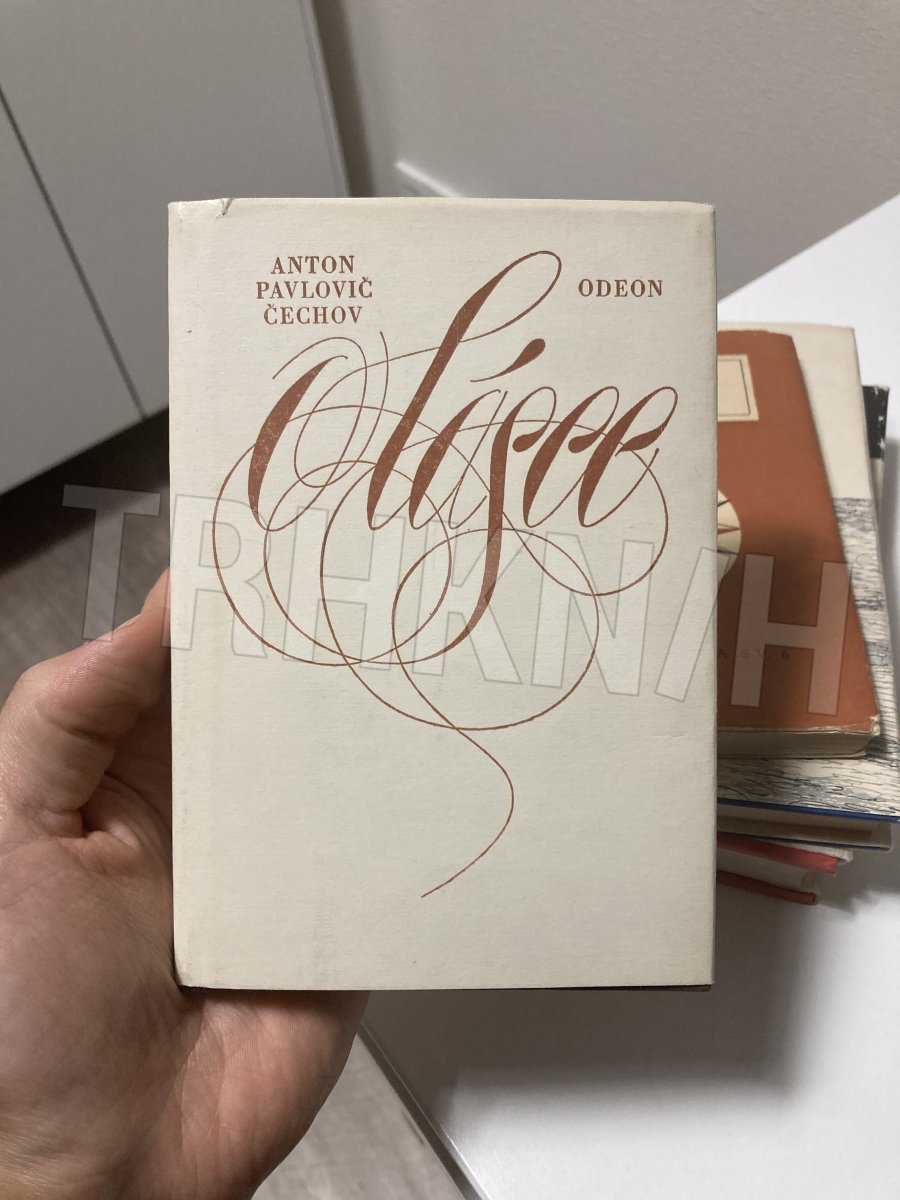 ANTON
PAVLOVIČ
ČECHOV
ODEON
O lásce
TRHKNIH